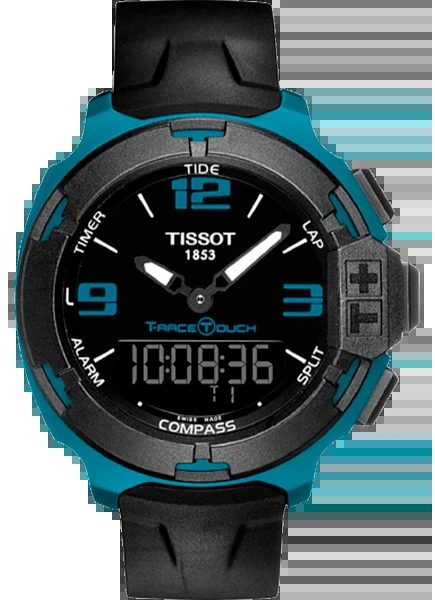 TIDE
12
TIMER
LAP
TISSOT
1853
9
3
T-RACE TOUCH
ALARM
10:08:36
SPLIT
T1
SWISS MADE
COMPASS
+T